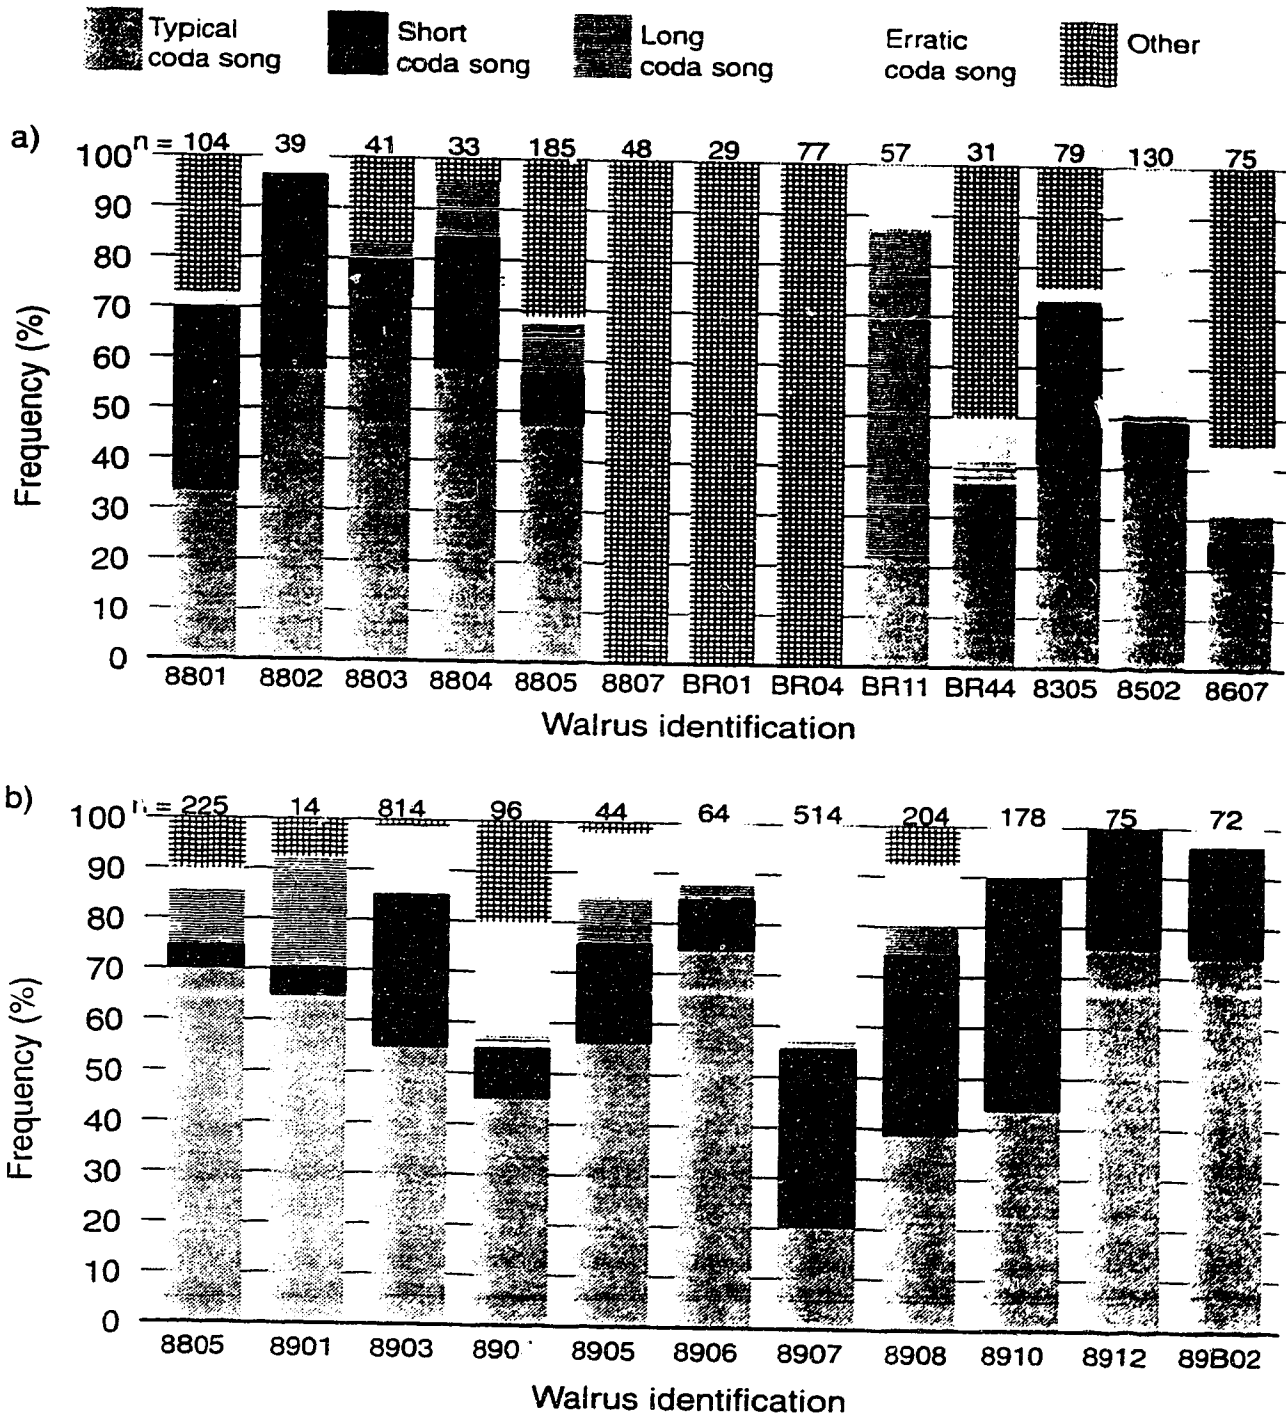 Typical
coda song
Short
coda song
Long
coda song
Erratic
coda song
Other
a)
n = 104 39 41 33 185 48 29 77 57 31 79 130 75
100
90
80
70
60
50
40
30
20
10
0
Frequency (%)
8801 8802 8803 8804 8805 8807 BR01 BR04 BR11 BR44 8305 8502 8607
Walrus identification
b)
n = 225 14 814 96 44 64 514 204 178 75 72
100
90
80
70
60
50
40
30
20
10
0
Frequency (%)
8805 8901 8903 890 8905 8906 8907 8908 8910 8912 89B02
Walrus identification